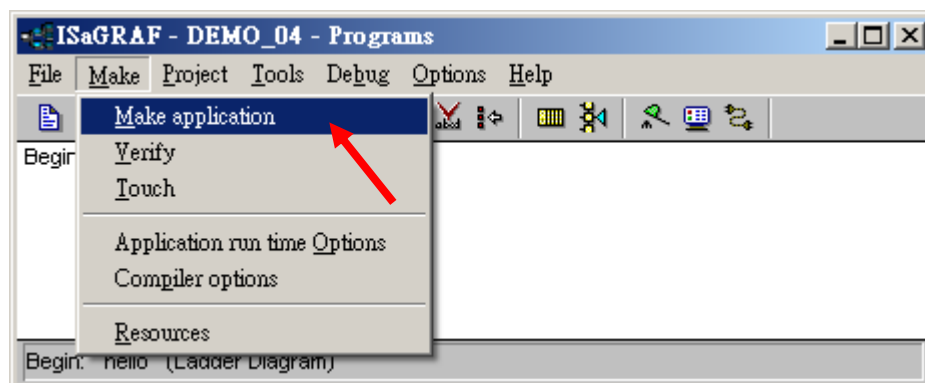 ISaGRAF - DEMO_04 - Programs
File Make Project Tools Debug Options Help
Make application
Begin
Verify
Touch
Application run time Options
Compiler options
Resources
Begin: hello (Ladder Diagram)